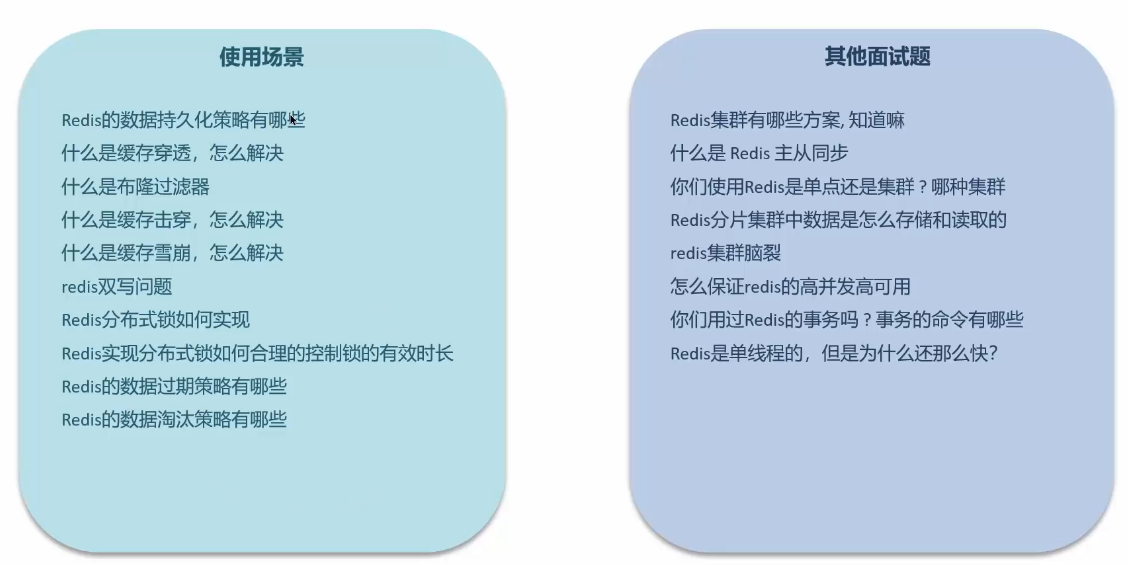 使用场景
Redis的数据持久化策略有哪些
什么是缓存穿透，怎么解决
什么是布隆过滤器
什么是缓存击穿，怎么解决
什么是缓存雪崩，怎么解决
redis双写问题
Redis分布式锁如何实现
Redis实现分布式锁如何合理的控制锁的有效时长
Redis的数据过期策略有哪些
Redis的数据淘汰策略有哪些
其他面试题
Redis集群有哪些方案, 知道嘛
什么是 Redis 主从同步
你们使用Redis是单点还是集群？哪种集群
Redis分片集群中数据是怎么存储和读取的
redis集群脑裂
怎么保证redis的高并发高可用
你们用过Redis的事务吗？事务的命令有哪些
Redis是单线程的，但是为什么还那么快?